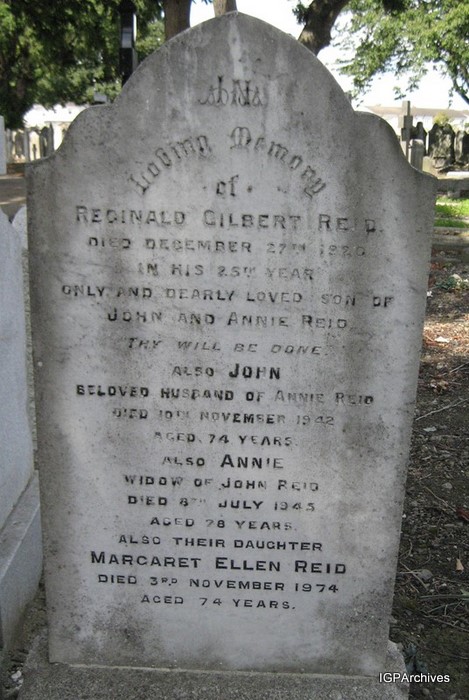 In
Loving Memory
of
REGINALD GILBERT REID.
DIED DECEMBER 27TH 1920
IN HIS 25TH YEAR
ONLY AND DEARLY LOVED SON OF
JOHN AND ANNIE REID
THY WILL BE DONE.
ALSO JOHN
BELOVED HUSBAND OF ANNIE REID
DIED 10TH NOVEMBER 1942
AGED 74 YEARS.
ALSO ANNIE
WIDOW OF JOHN REID
DIED 8TH JULY 1945
AGED 78 YEARS.
ALSO THEIR DAUGHTER
MARGARET ELLEN REID
DIED 3RD NOVEMBER 1974
AGED 74 YEARS.
IGPArchives